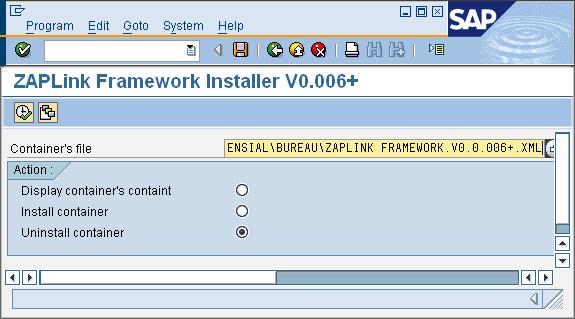 Program Edit Goto System Help
SAP
ZAPLink Framework Installer V0.006+
Container's file ENSIAL\BUREAU\ZAPLINK FRAMEWORK.V0.0.006+.XML
Action :
Display container's containt
Install container
Uninstall container